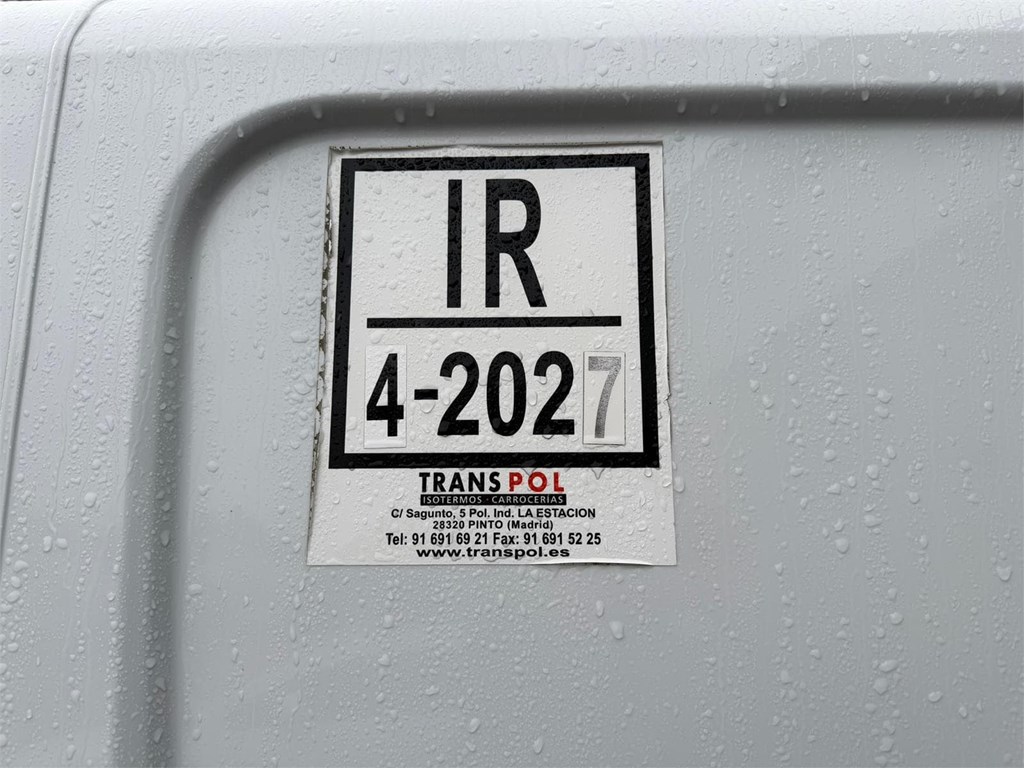 IR
4-2027
TRANSPOL
ISOTERMOS · CARROCERÍAS
C/ Sagunto, 5 Pol. Ind. LA ESTACION
28320 PINTO (Madrid)
Tel: 91 691 69 21 Fax: 91 691 52 25
www.transpol.es